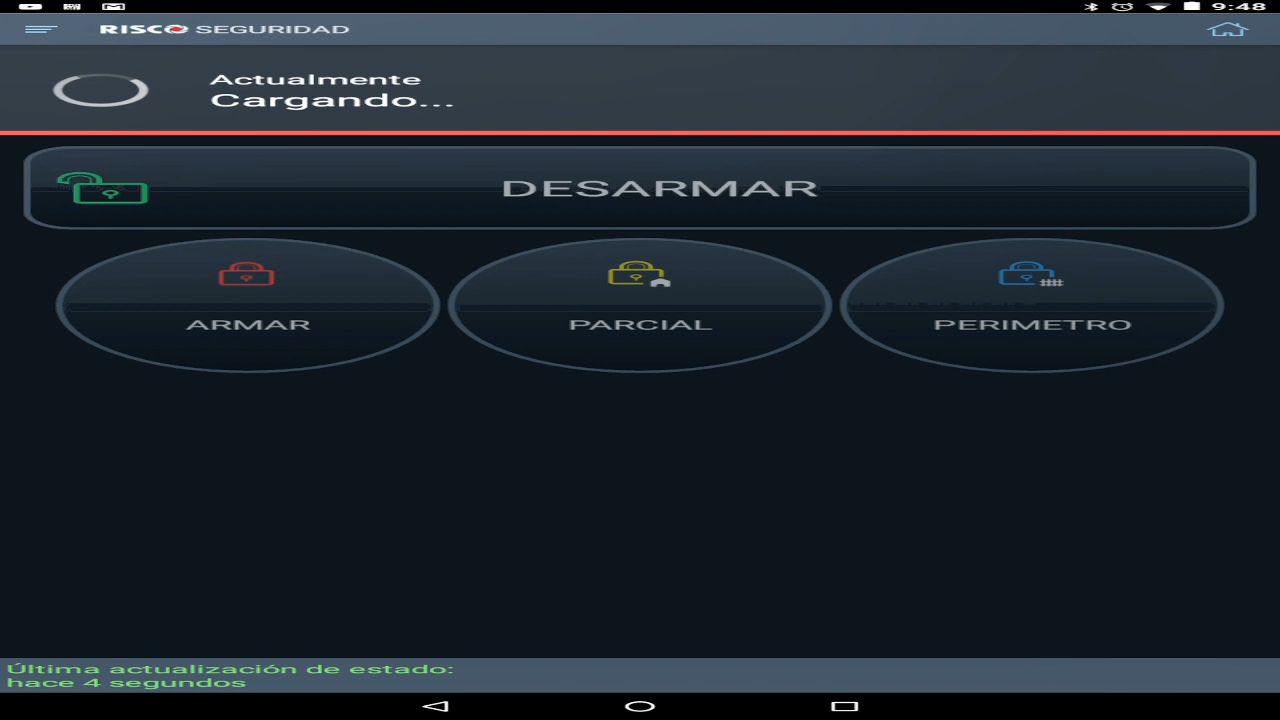 9:48
RISCO SEGURIDAD
Actualmente
Cargando...
DESARMAR
ARMAR
PARCIAL
PERIMETRO
Última actualización de estado:
hace 4 segundos